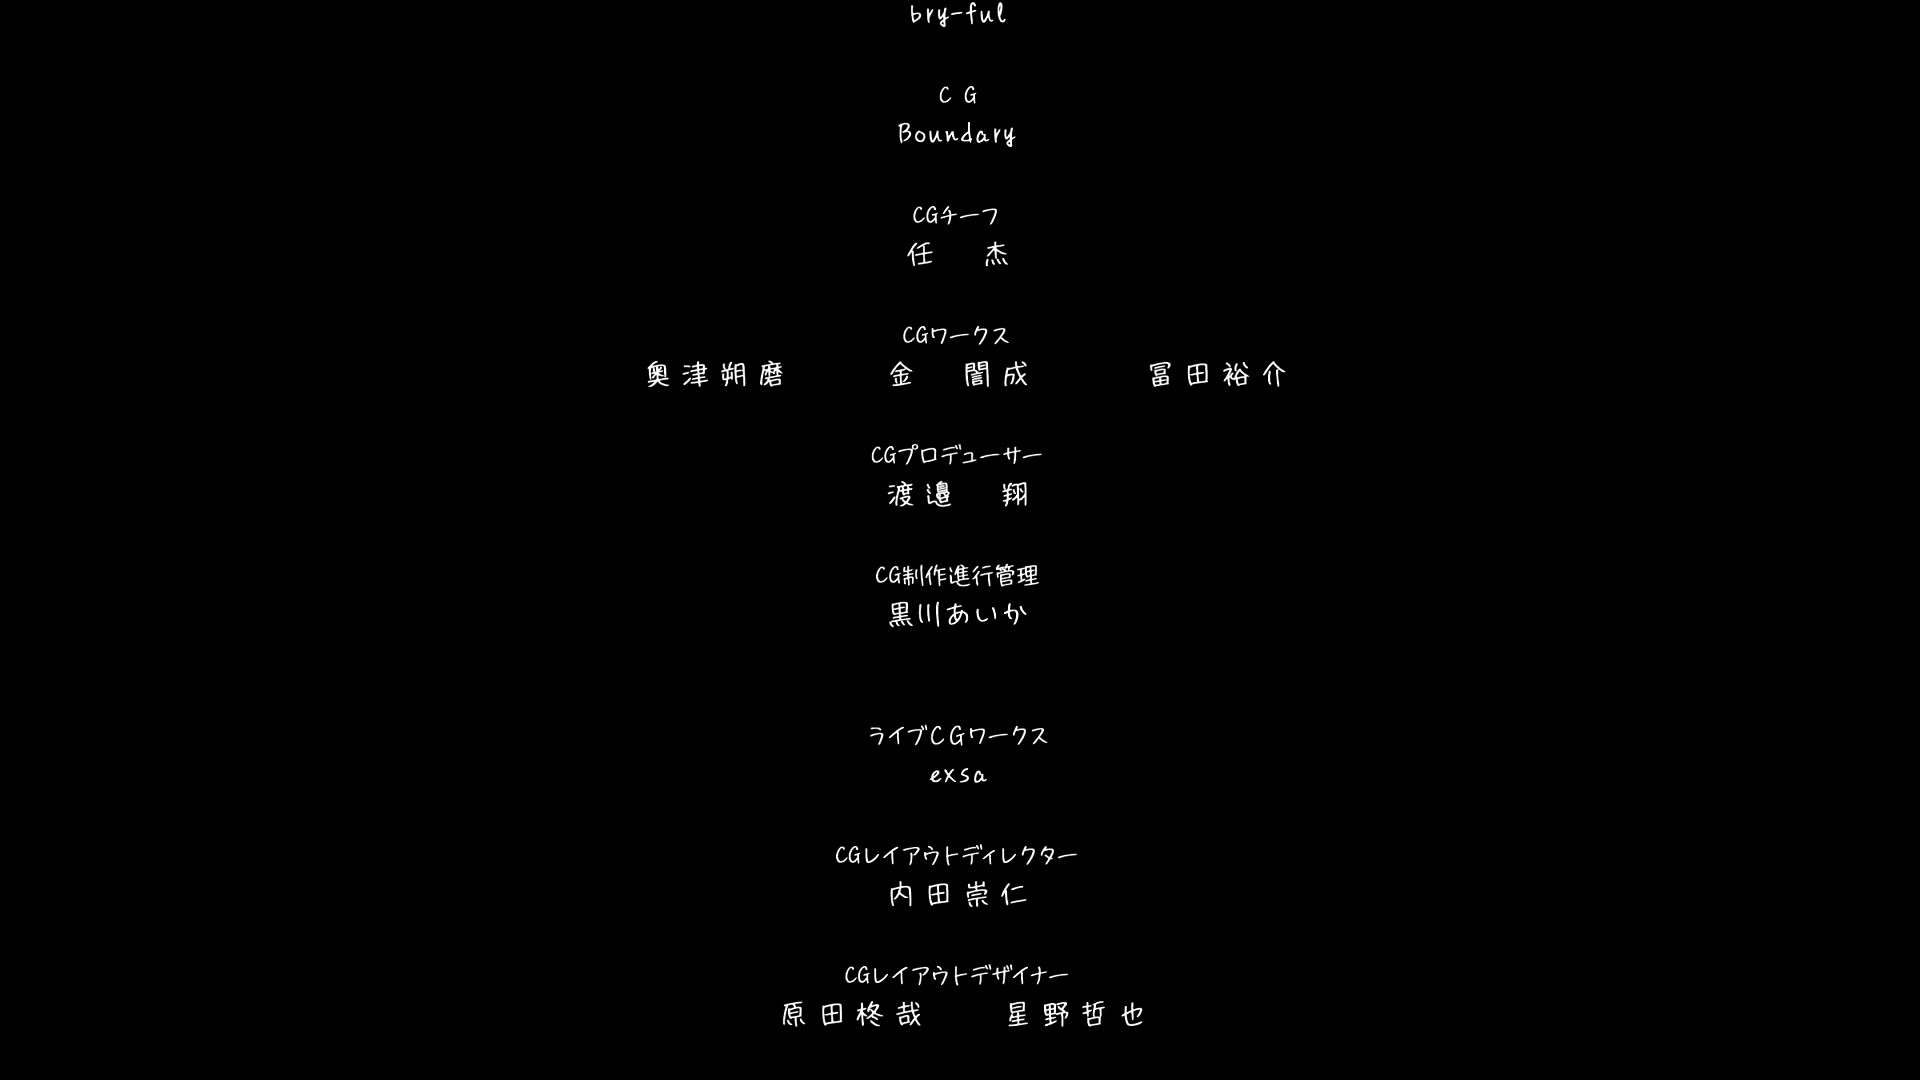 bry-ful
CG
Boundary
CGチーフ
任 杰
CGワークス
奥津朔磨 金 誾成 冨田裕介
CGプロデューサー
渡邉 翔
CG制作進行管理
黒川あいか
ライブCGワークス
exsa
CGレイアウトディレクター
内田崇仁
CGレイアウトデザイナー
原田柊哉 星野哲也